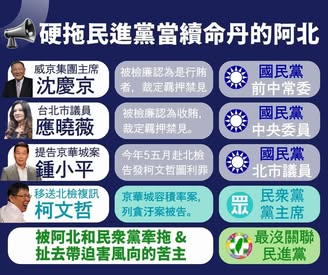 硬拖民進黨當續命丹的阿北
威京集團主席
沈慶京
被檢廉認為是行賄
者，裁定羈押禁見
國民黨
前中常委
台北市議員
應曉薇
被檢廉認為收賄，
裁定羈押禁見。
國民黨
中央委員
提告京華城案
鍾小平
今年5月赴北檢
告發柯文哲圖利罪
國民黨
北市議員
移送北檢複訊
柯文哲
京華城容積率案，
列貪汙案被告。
眾
民眾黨
黨主席
被阿北和民眾黨牽拖 &
扯去帶迫害風向的苦主
最沒關聯
民進黨